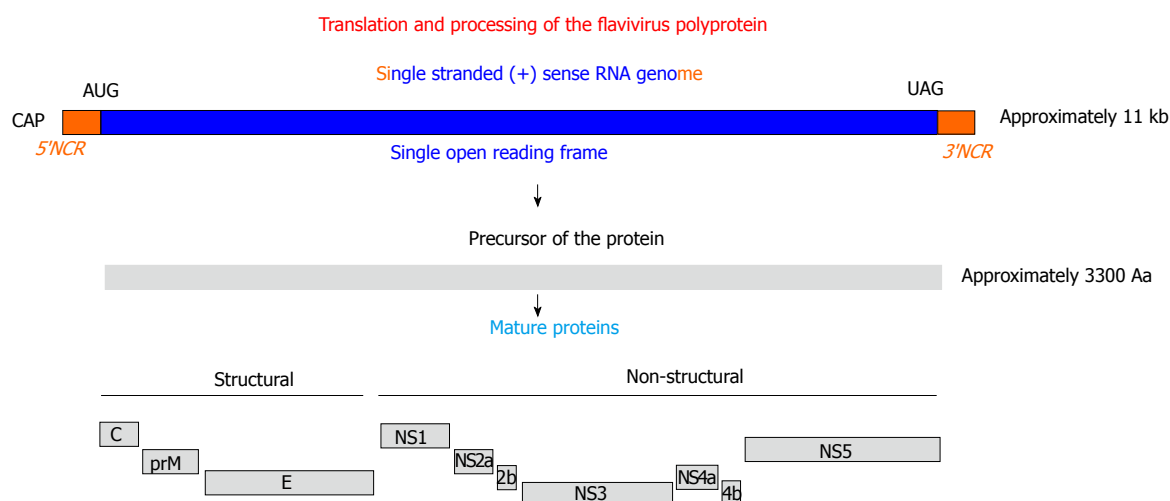 Translation and processing of the flavivirus polyprotein
Single stranded (+) sense RNA genome
AUG
UAG
CAP
Approximately 11 kb
5'NCR
Single open reading frame
3'NCR
Precursor of the protein
Approximately 3300 Aa
Mature proteins
Structural
Non-structural
C
prM
E
NS1
NS2a
2b
NS3
NS4a
4b
NS5